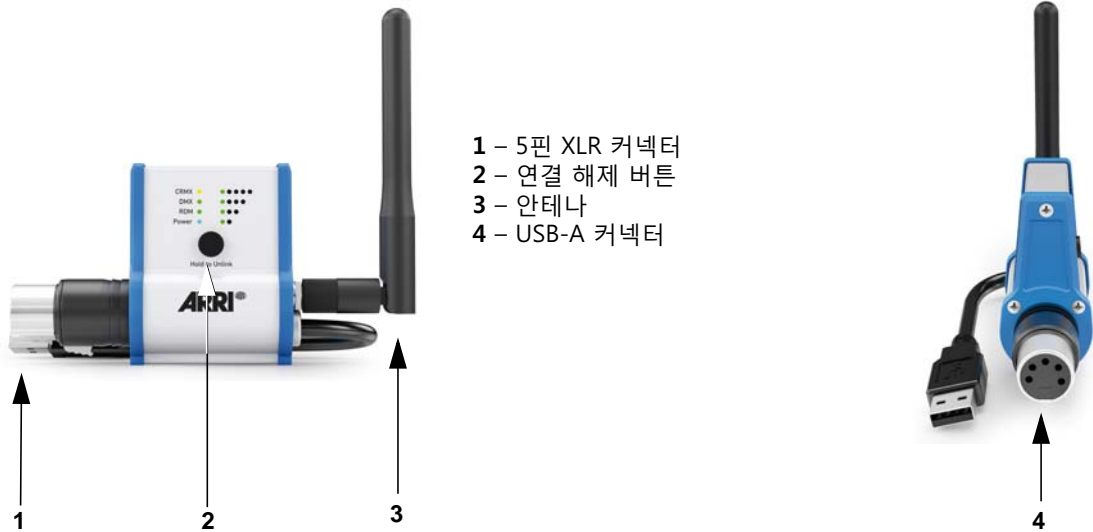 1 – 5핀 XLR 커넥터
2 – 연결 해제 버튼
3 – 안테나
4 – USB-A 커넥터
CRMX
DMX
RDM
Power
Hold to Unlink
ARRI®
1
2
3
4